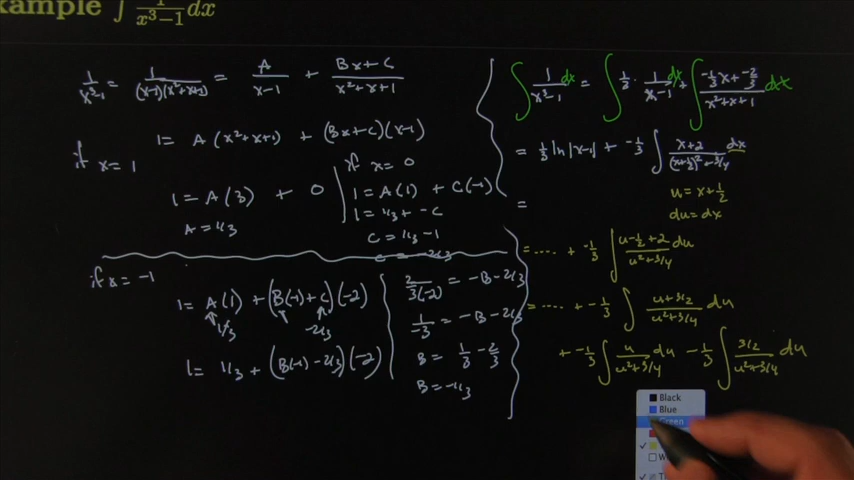 xample ∫ 1/(x³−1) dx
1/(x³−1) = 1/((x−1)(x²+x+1)) = A/(x−1) + (Bx+C)/(x²+x+1)
1 = A(x²+x+1) + (Bx+C)(x−1)
if x = 1
1 = A(3) + 0
A = 1/3
if x = 0
1 = A(1) + C(−1)
1 = 1/3 + −C
C = 1/3 − 1
C = −2/3
if x = −1
1 = A(1) + (B(−1)+C)(−2)
1/3 −2/3
1 = 1/3 + (B(−1) − 2/3)(−2)
2/(3(−2)) = −B − 2/3
1/−3 = −B − 2/3
B = 1/3 − 2/3
B = −1/3
∫ 1/(x³−1) dx = ∫ 1/3 · 1/(x−1) dx + ∫ (−1/3 x + −2/3)/(x²+x+1) dx
= 1/3 ln|x−1| + −1/3 ∫ (x+2)/((x+1/2)²+3/4) dx
u = x + 1/2
=
du = dx
= .... + −1/3 ∫ (u−1/2+2)/(u²+3/4) du
= .... + −1/3 ∫ (u+3/2)/(u²+3/4) du
+ −1/3 ∫ u/(u²+3/4) du − 1/3 ∫ (3/2)/(u²+3/4) du
Black
Blue
Green